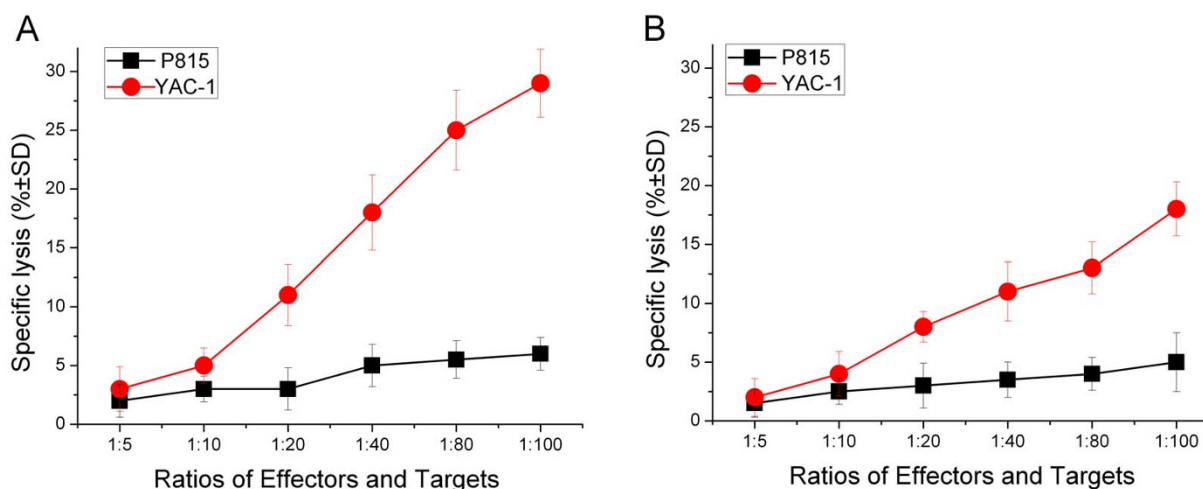 A
P815
YAC-1
Specific lysis (%±SD)
30
25
20
15
10
5
0
1:5 1:10 1:20 1:40 1:80 1:100
Ratios of Effectors and Targets
B
P815
YAC-1
Specific lysis (%±SD)
30
25
20
15
10
5
0
1:5 1:10 1:20 1:40 1:80 1:100
Ratios of Effectors and Targets